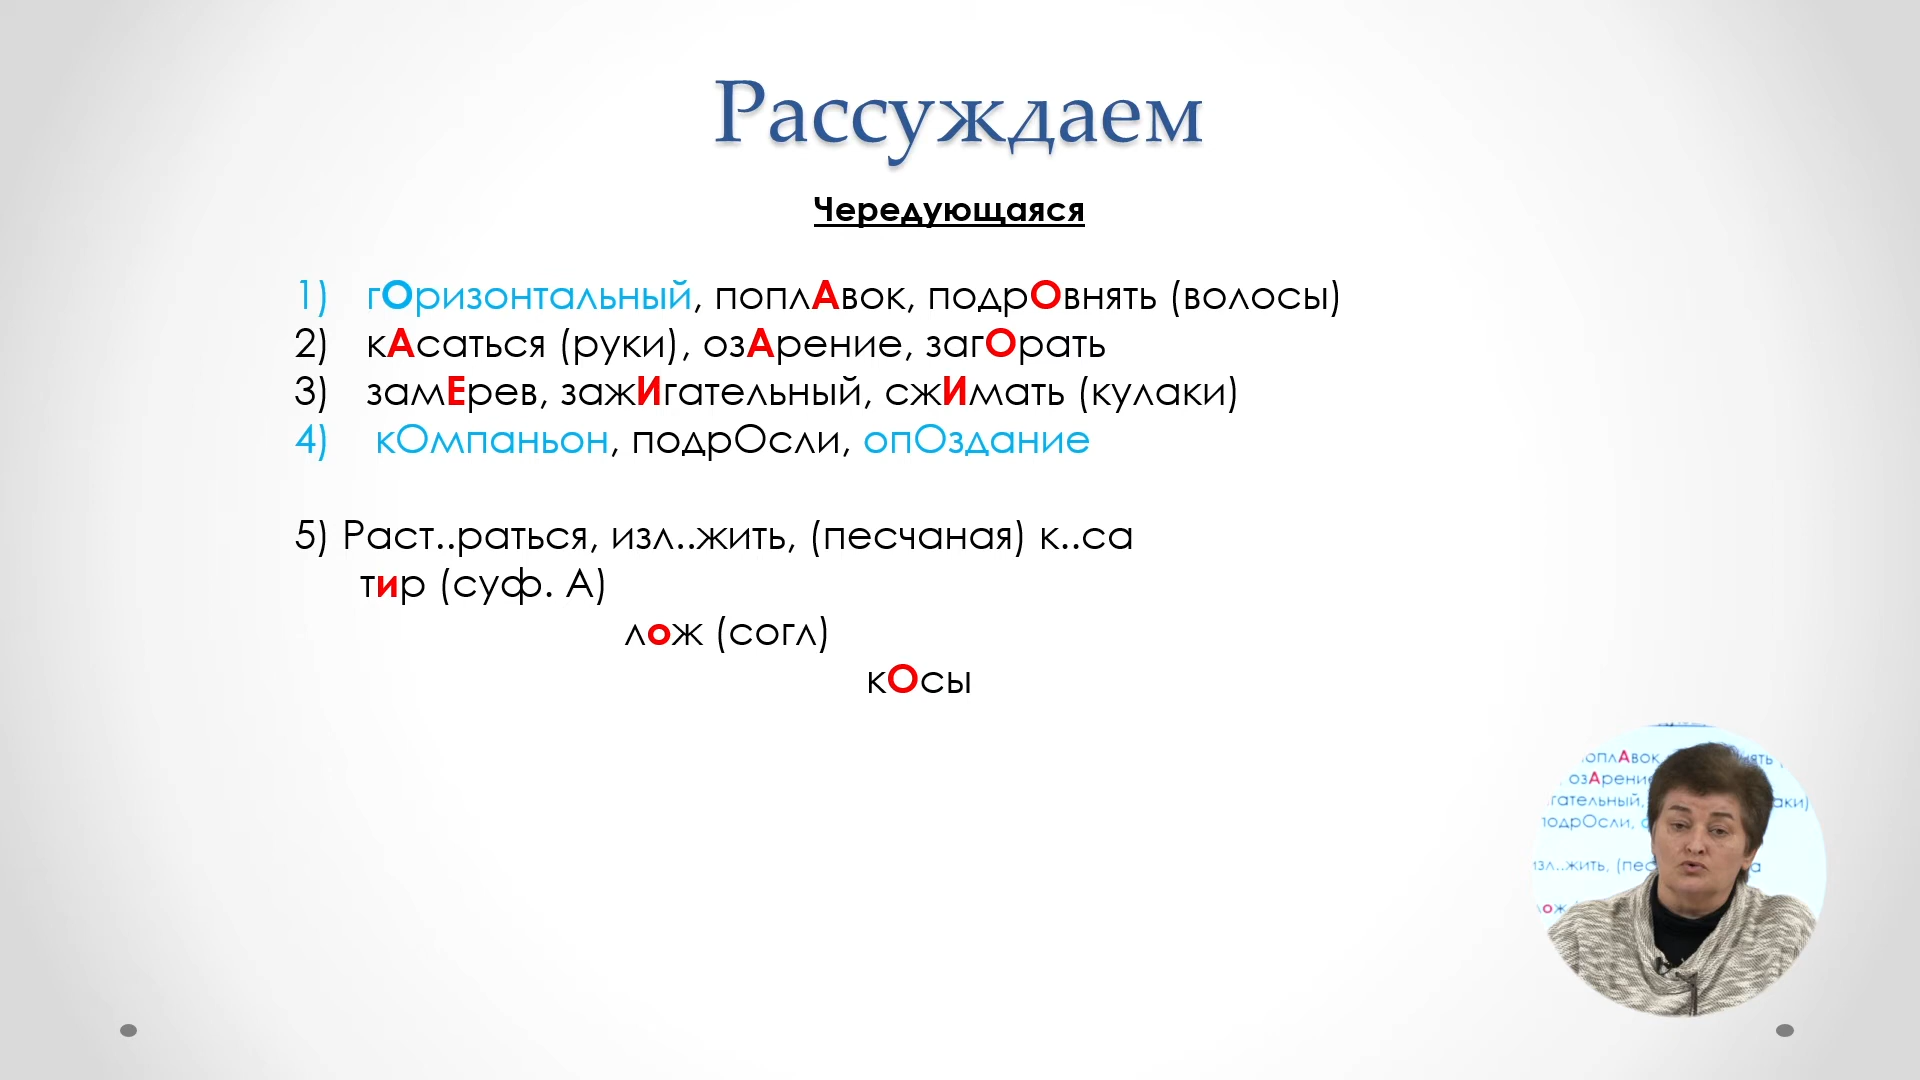 Рассуждаем
Чередующаяся
1) гОризонтальный, поплАвок, подрОвнять (волосы)
2) кАсаться (руки), озАрение, загОрать
3) замЕрев, зажИгательный, сжИмать (кулаки)
4) кОмпаньон, подрОсли, опОздание
5) Раст..раться, изл..жить, (песчаная) к..са
тир (суф. А)
лож (согл)
кОсы